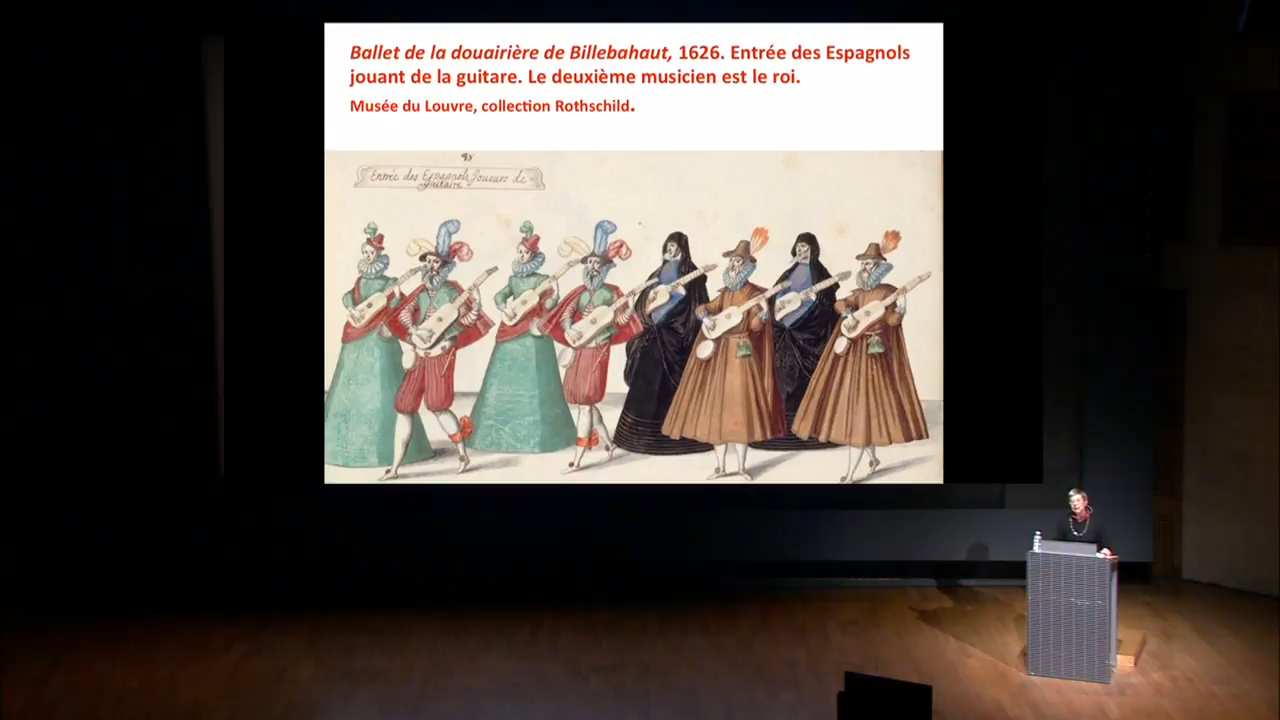 Ballet de la douairière de Billebahaut, 1626. Entrée des Espagnols
jouant de la guitare. Le deuxième musicien est le roi.
Musée du Louvre, collection Rothschild.
Entrée des Espagnols Joueurs de
Guitaire